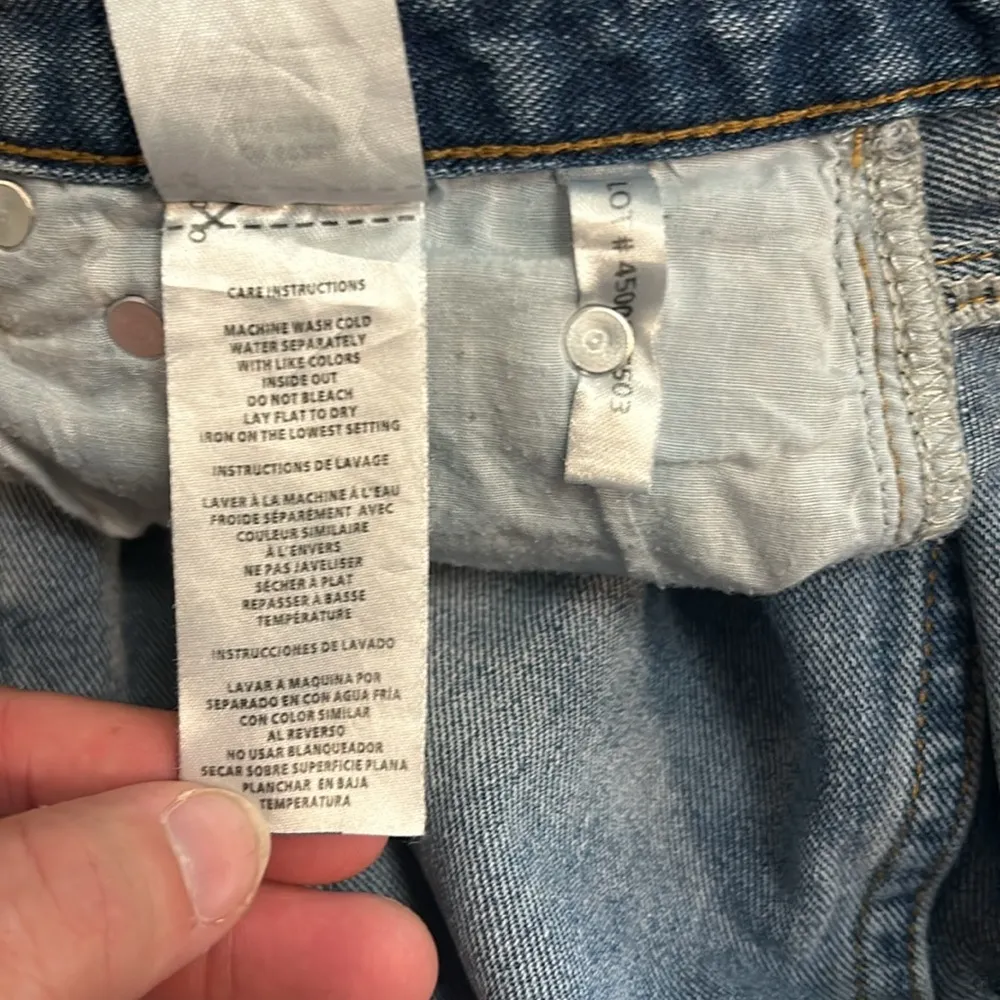 CARE INSTRUCTIONS
MACHINE WASH COLD
WATER SEPARATELY
WITH LIKE COLORS
INSIDE OUT
DO NOT BLEACH
LAY FLAT TO DRY
IRON ON THE LOWEST SETTING
INSTRUCTIONS DE LAVAGE
LAVER À LA MACHINE À L'EAU
FROIDE SÉPARÉMENT AVEC
COULEUR SIMILAIRE
À L'ENVERS
NE PAS JAVELISER
SÉCHER À PLAT
REPASSER À BASSE
TEMPÉRATURE
INSTRUCCIONES DE LAVADO
LAVAR A MAQUINA POR
SEPARADO EN CON AGUA FRÍA
CON COLOR SIMILAR
AL REVERSO
NO USAR BLANQUEADOR
SECAR SOBRE SUPERFICIE PLANA
PLANCHAR EN BAJA
TEMPERATURA
LOT #